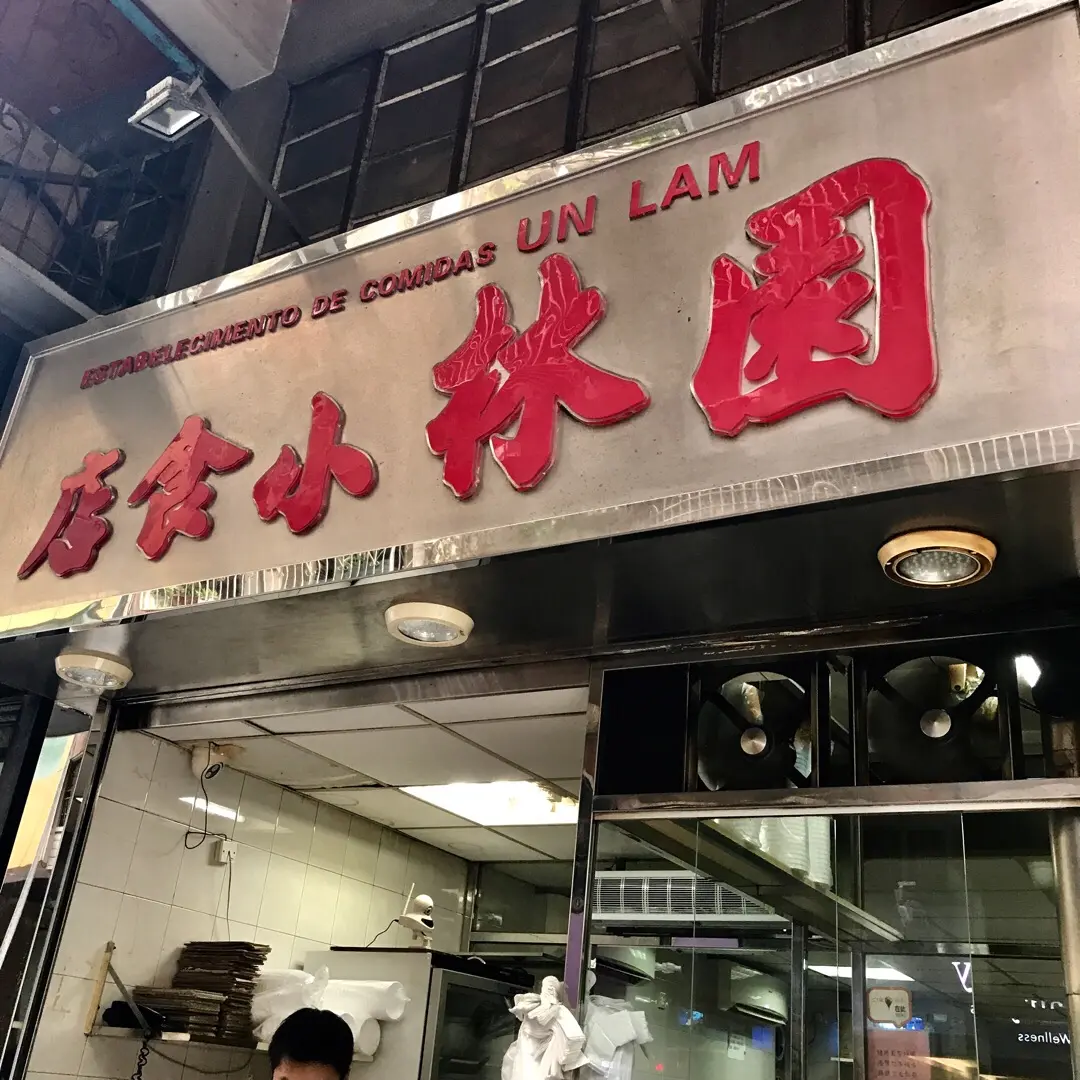 ESTABELECIMENTO DE COMIDAS UN LAM
園林小食店
Wellness